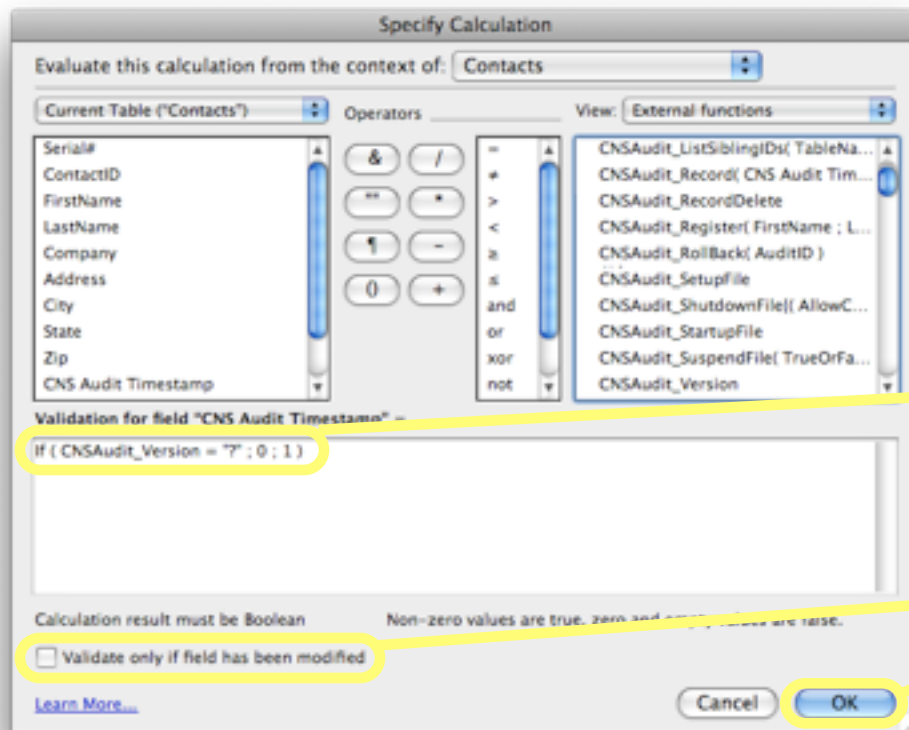 Specify Calculation
Evaluate this calculation from the context of: Contacts
Current Table ("Contacts")
Operators
View: External functions
Serial#
ContactID
FirstName
LastName
Company
Address
City
State
Zip
CNS Audit Timestamp
& /
"" *
¶ -
() +
=
≠
>
<
≥
≤
and
or
xor
not
CNSAudit_ListSiblingIDs( TableNa...
CNSAudit_Record( CNS Audit Tim...
CNSAudit_RecordDelete
CNSAudit_Register( FirstName ; L...
CNSAudit_RollBack( AuditID )
CNSAudit_SetupFile
CNSAudit_ShutdownFile|( AllowC...
CNSAudit_StartupFile
CNSAudit_SuspendFile( TrueOrFa...
CNSAudit_Version
Validation for field "CNS Audit Timestamp" =
If ( CNSAudit_Version = "?" ; 0 ; 1 )
Calculation result must be Boolean
Non-zero values are true, zero and empty values are false.
Validate only if field has been modified
Learn More...
Cancel
OK